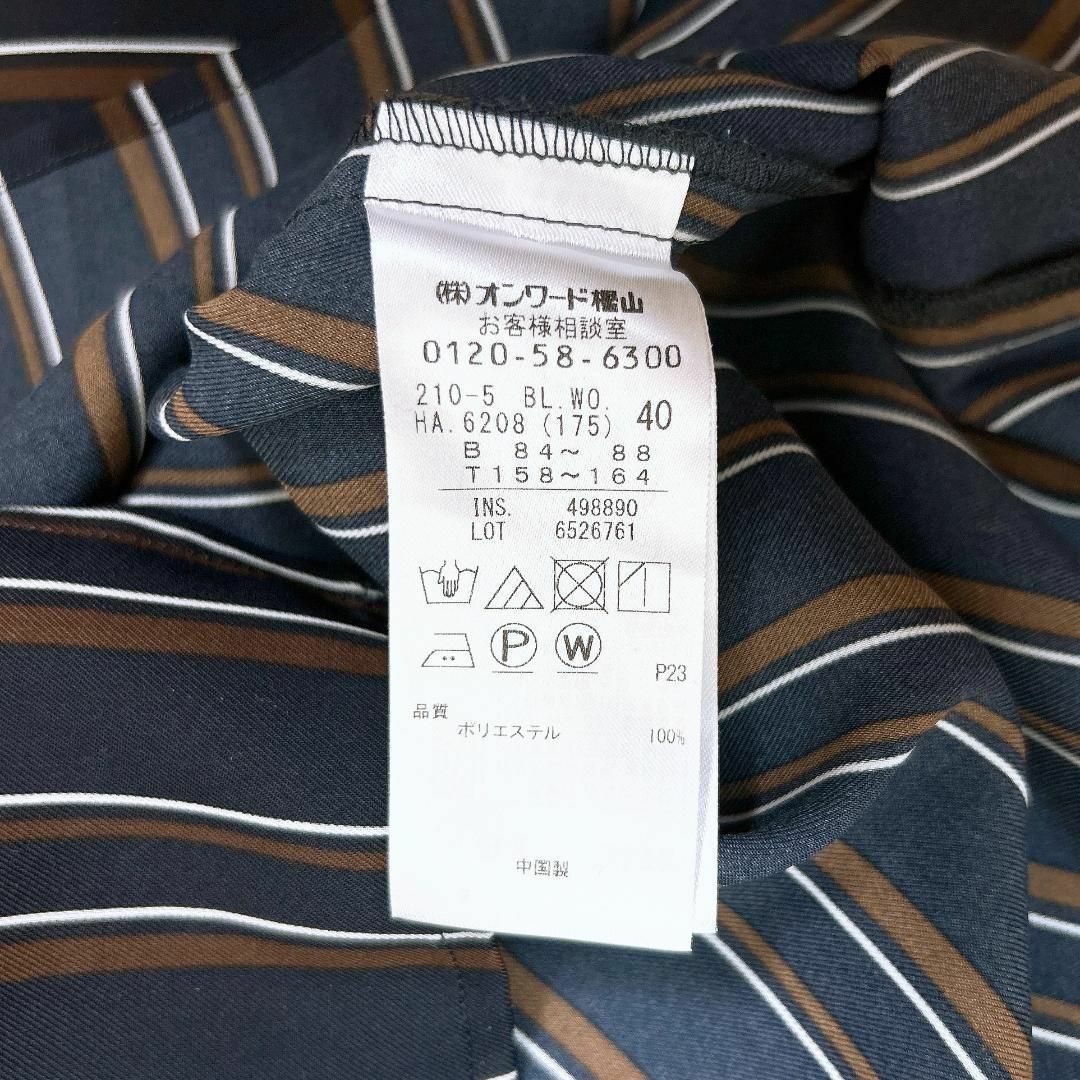 (株)オンワード樫山
お客様相談室
0120-58-6300
210-5 BL.WO.
HA.6208 (175) 40
B 84〜 88
T158〜164
INS. 498890
LOT 6526761
P W
P23
品質
ポリエステル 100%
中国製